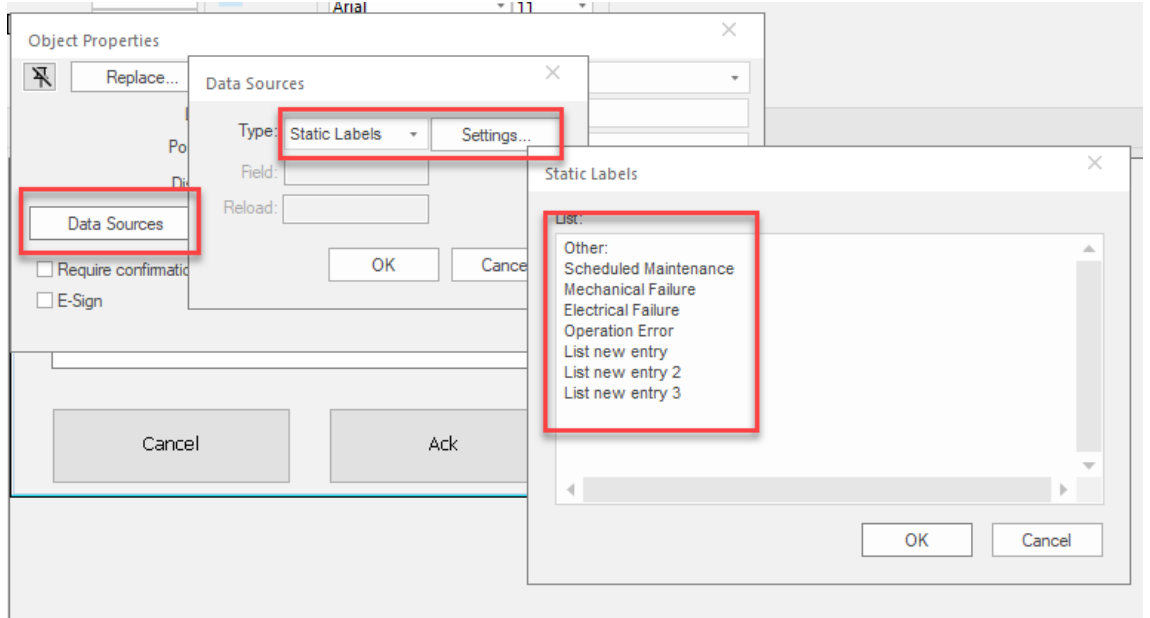 Arial 11
Object Properties
Replace...
Data Sources
Type: Static Labels Settings...
Static Labels
Po
Field:
Reload:
Data Sources
List:
Other:
Scheduled Maintenance
Mechanical Failure
Electrical Failure
Operation Error
List new entry
List new entry 2
List new entry 3
OK Cance
Require confirmatic
E-Sign
Cancel Ack
OK Cancel